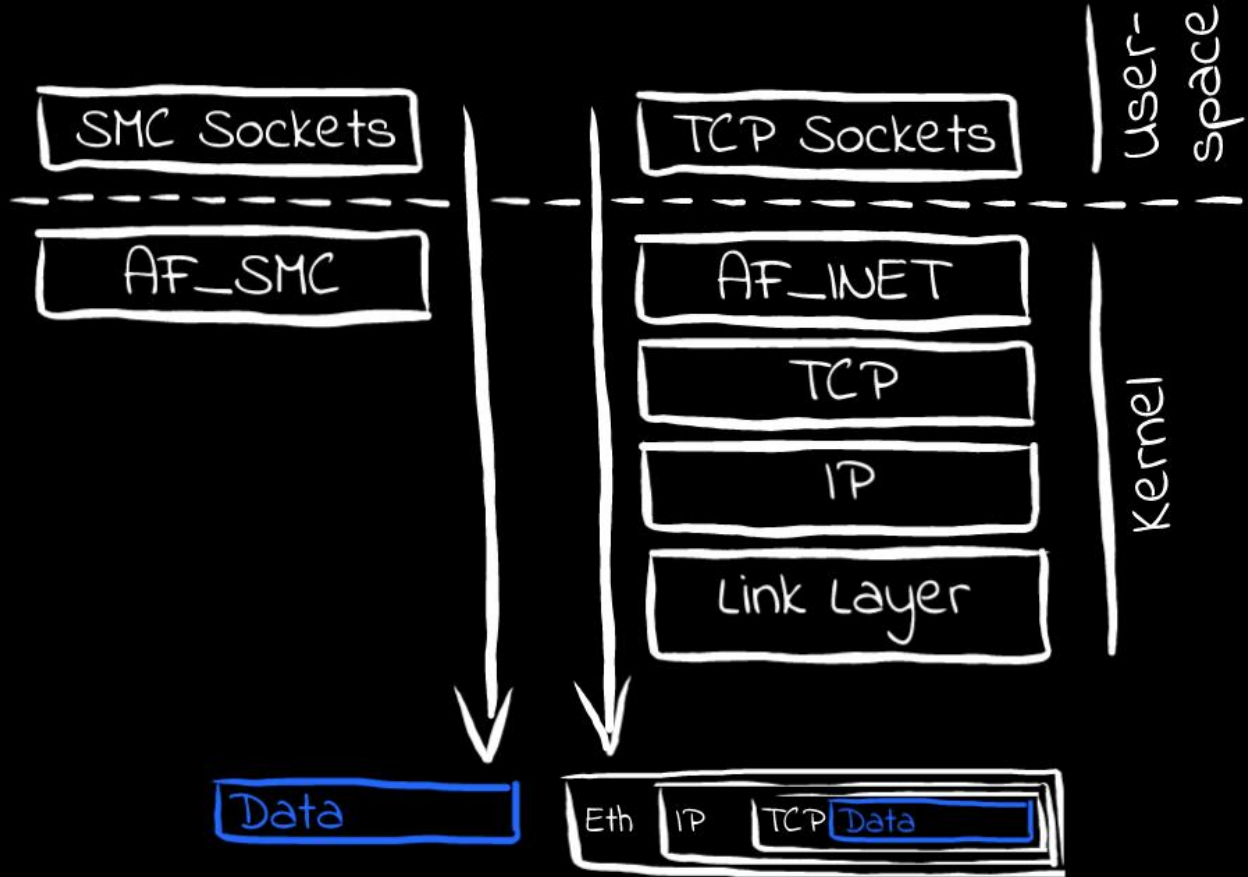 SMC Sockets
TCP Sockets
user-
space
AF_SMC
AF_INET
TCP
IP
Link Layer
Kernel
Data
Eth
IP
TCP
Data